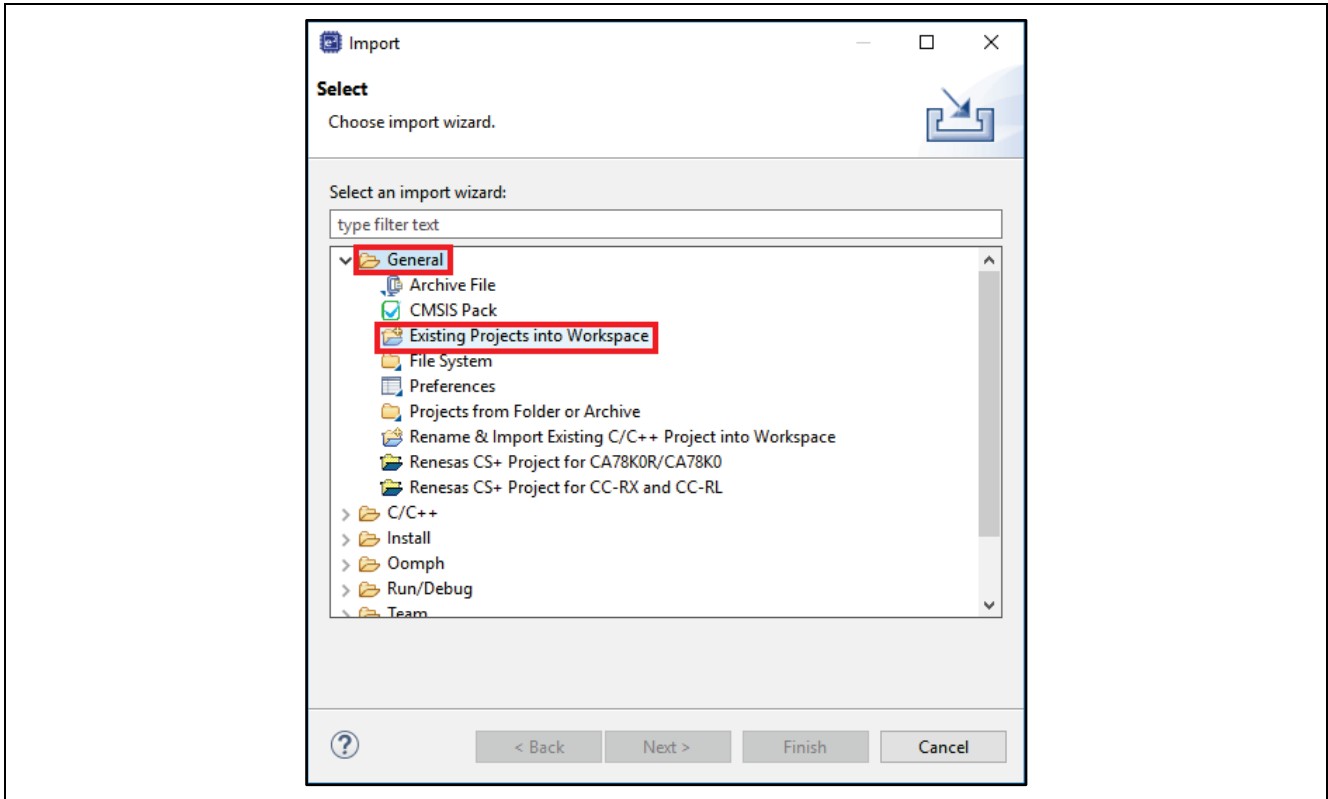 Import
Select
Choose import wizard.
Select an import wizard:
type filter text
General
Archive File
CMSIS Pack
Existing Projects into Workspace
File System
Preferences
Projects from Folder or Archive
Rename & Import Existing C/C++ Project into Workspace
Renesas CS+ Project for CA78K0R/CA78K0
Renesas CS+ Project for CC-RX and CC-RL
C/C++
Install
Oomph
Run/Debug
Team
< Back Next > Finish Cancel